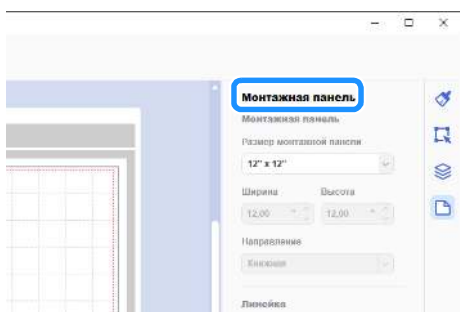 Монтажная панель
Монтажная панель
Размер монтажной панели
12" x 12"
Ширина Высота
12,00 12,00
Направление
Книжная
Линейка